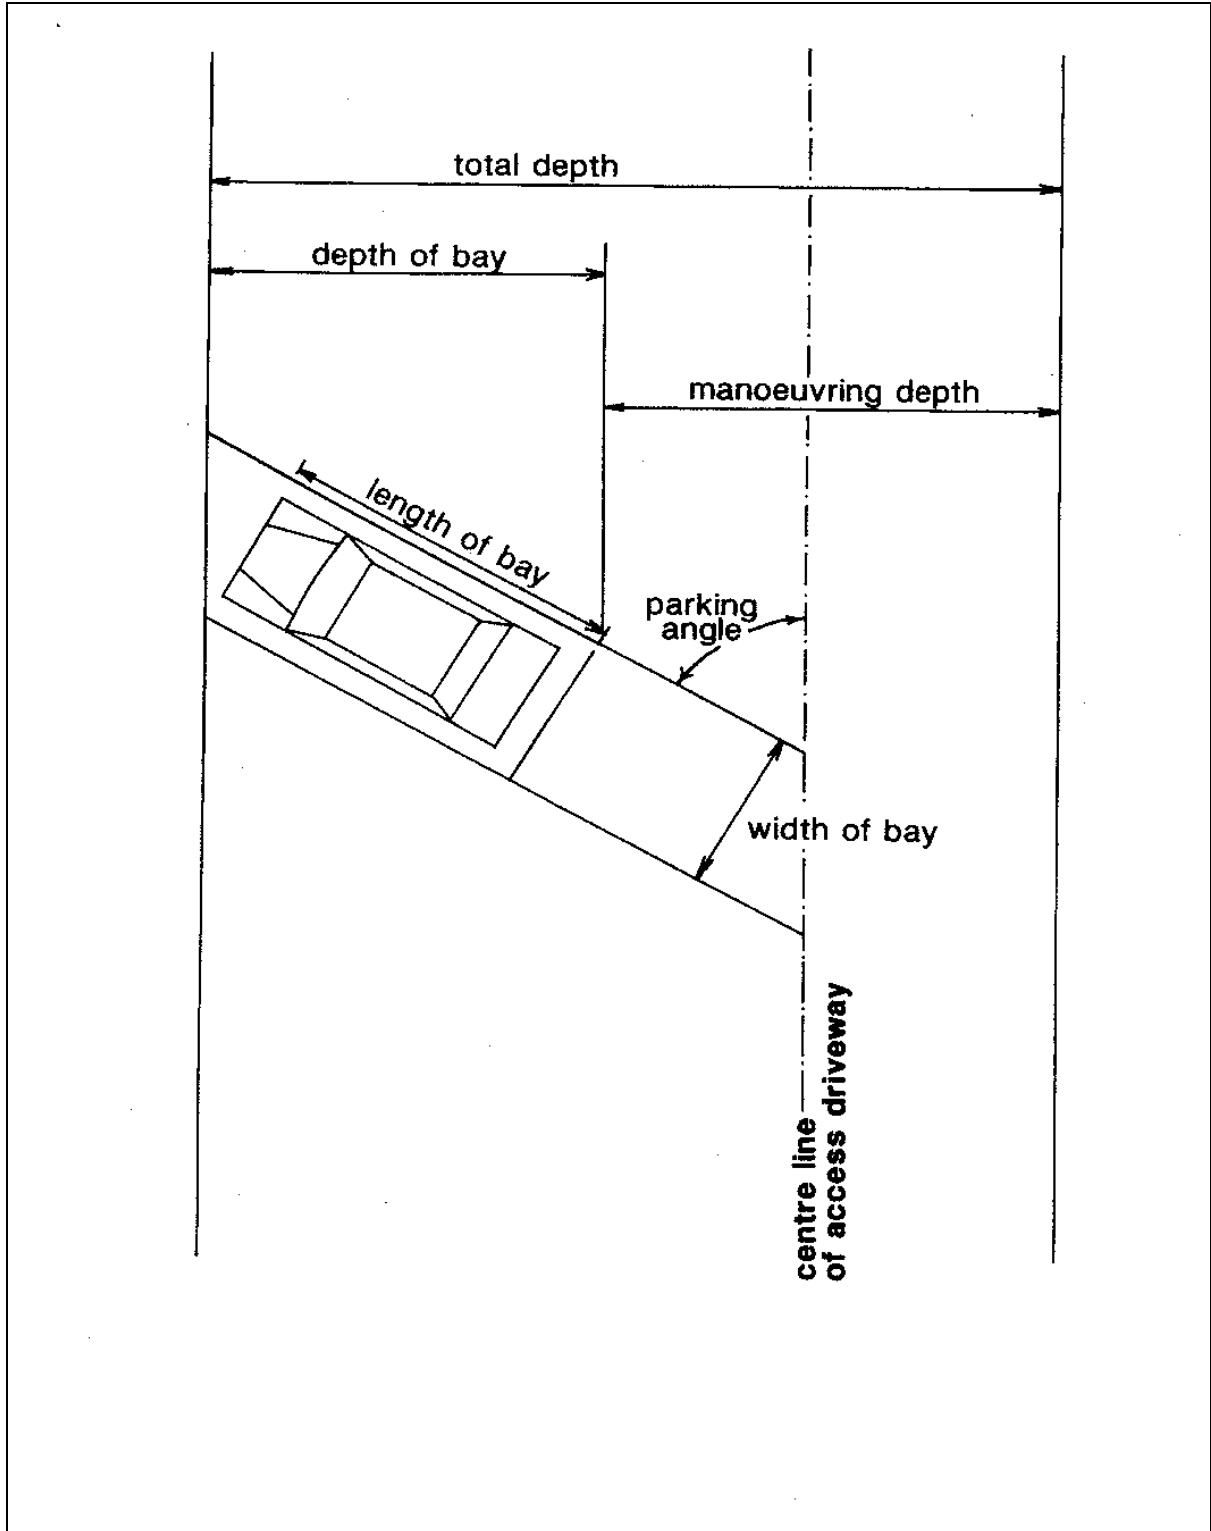 total depth
depth of bay
manoeuvring depth
length of bay
parking
angle
width of bay
centre line
of access driveway